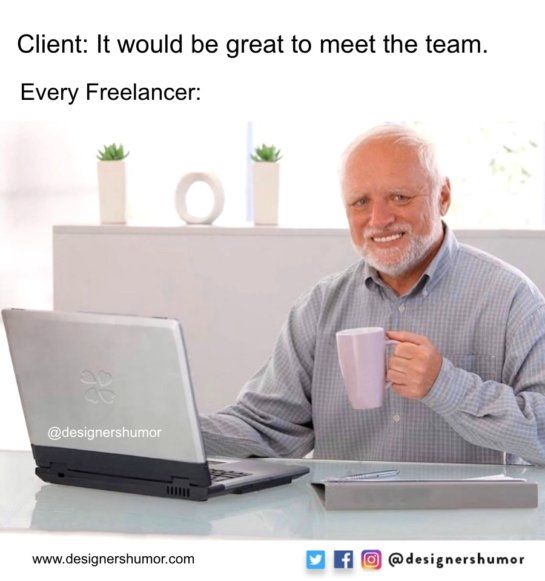 Client: It would be great to meet the team.
Every Freelancer:
@designershumor
www.designershumor.com
@designershumor